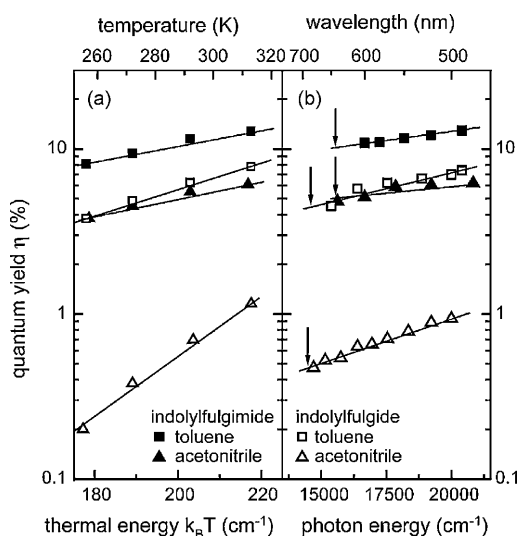 temperature (K)
wavelength (nm)
260 280 300 320
700 600 500
(a)
(b)
quantum yield η (%)
10
10
1
1
0.1
0.1
indolylfulgimide
■ toluene
▲ acetonitrile
indolylfulgide
□ toluene
△ acetonitrile
180 200 220
15000 17500 20000
thermal energy k_BT (cm⁻¹)
photon energy (cm⁻¹)